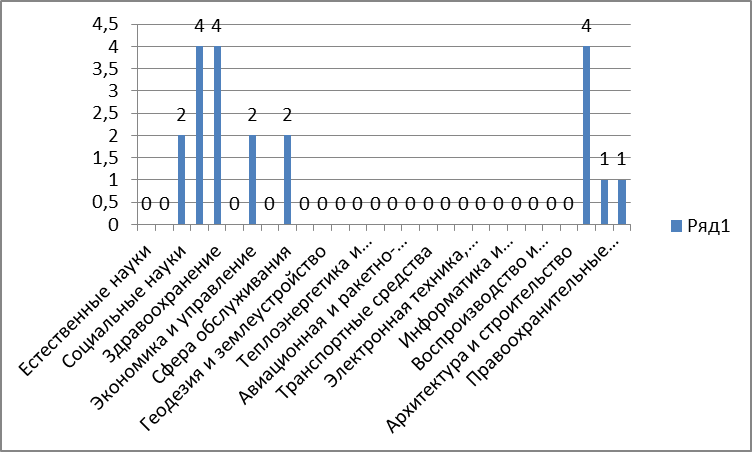 4,5
4
3,5
3
2,5
2
1,5
1
0,5
0
0 0 2 4 4 0 2 0 2 0 0 0 0 0 0 0 0 0 0 0 0 0 0 0 0 4 1 1
Естественные науки
Социальные науки
Здравоохранение
Экономика и управление
Сфера обслуживания
Геодезия и землеустройство
Теплоэнергетика и…
Авиационная и ракетно-…
Транспортные средства
Электронная техника,…
Информатика и…
Воспроизводство и…
Архитектура и строительство
Правоохранительные…
Ряд1